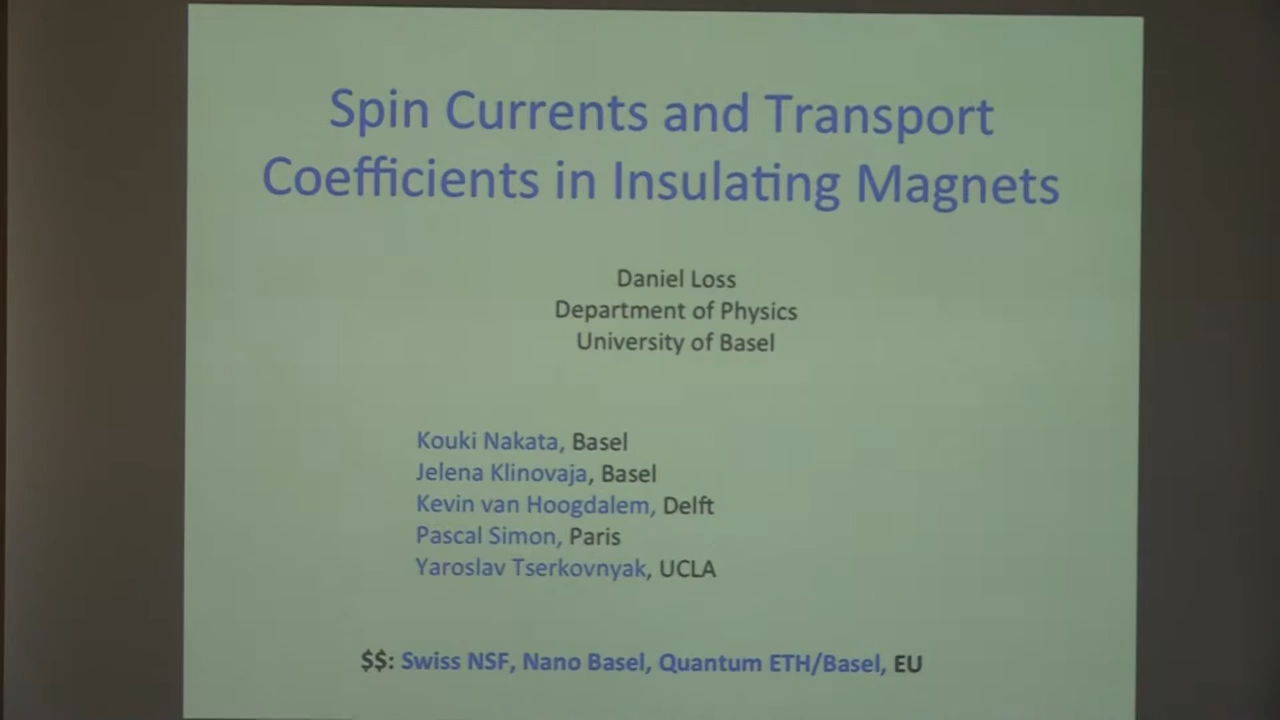 Spin Currents and Transport
Coefficients in Insulating Magnets
Daniel Loss
Department of Physics
University of Basel
Kouki Nakata, Basel
Jelena Klinovaja, Basel
Kevin van Hoogdalem, Delft
Pascal Simon, Paris
Yaroslav Tserkovnyak, UCLA
$$: Swiss NSF, Nano Basel, Quantum ETH/Basel, EU